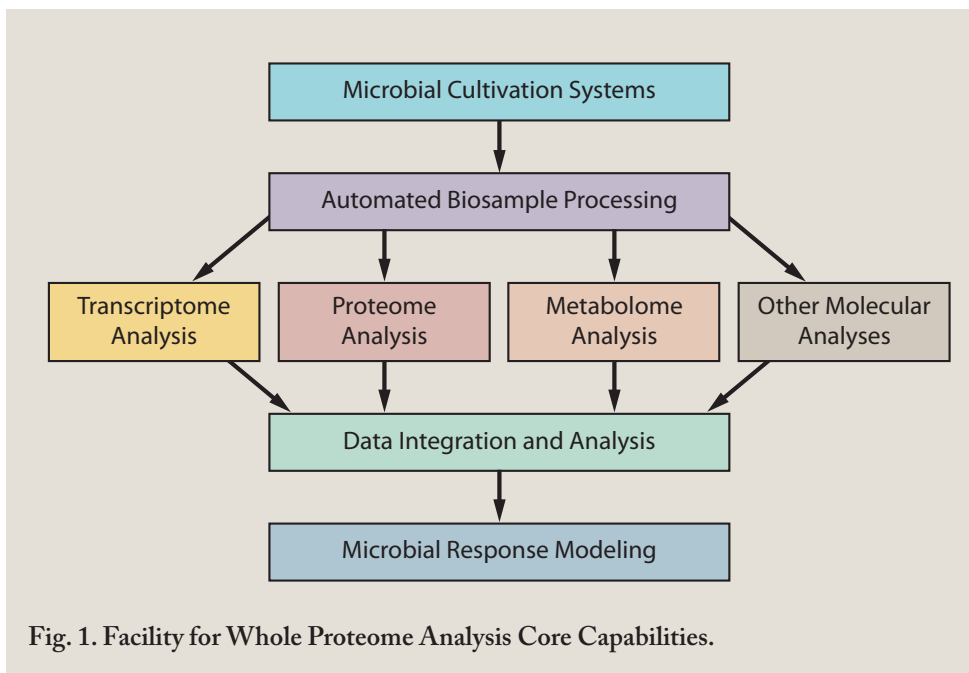 Microbial Cultivation Systems
Automated Biosample Processing
Transcriptome
Analysis
Proteome
Analysis
Metabolome
Analysis
Other Molecular
Analyses
Data Integration and Analysis
Microbial Response Modeling
Fig. 1. Facility for Whole Proteome Analysis Core Capabilities.